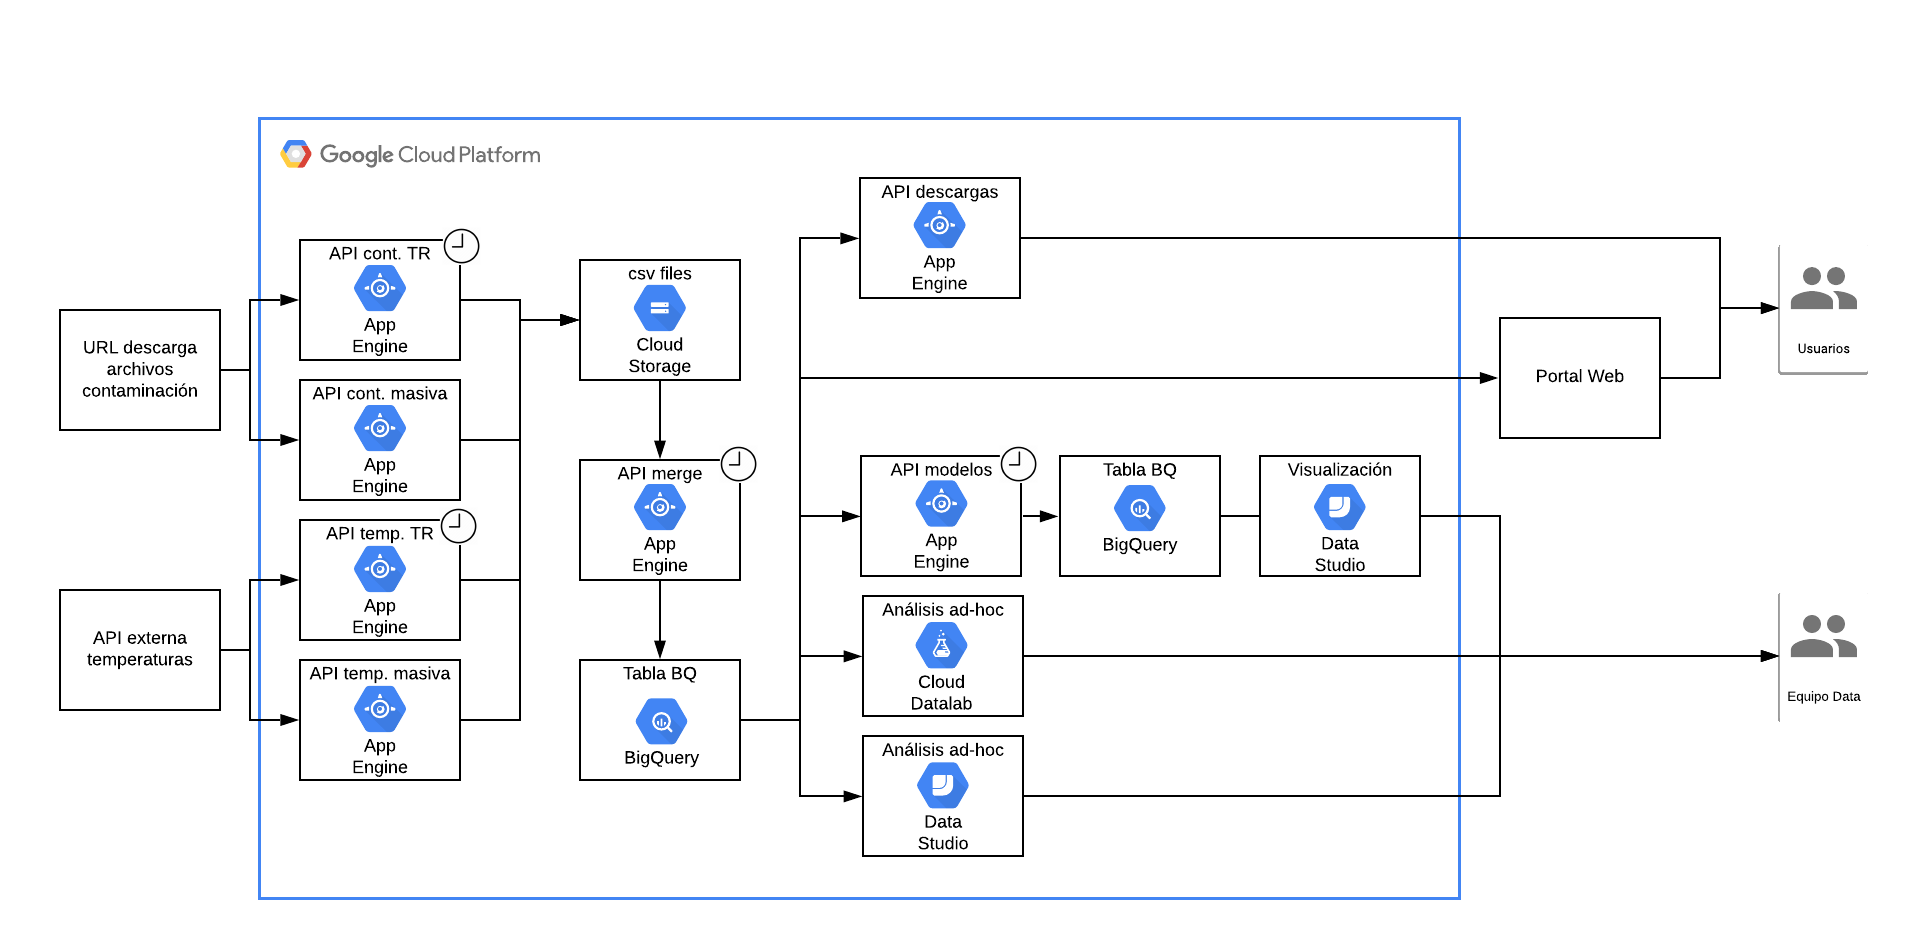 Google Cloud Platform
URL descarga
archivos
contaminación
API externa
temperaturas
API cont. TR
App
Engine
API cont. masiva
App
Engine
API temp. TR
App
Engine
API temp. masiva
App
Engine
csv files
Cloud
Storage
API merge
App
Engine
Tabla BQ
BigQuery
API descargas
App
Engine
API modelos
App
Engine
Tabla BQ
BigQuery
Visualización
Data
Studio
Análisis ad-hoc
Cloud
Datalab
Análisis ad-hoc
Data
Studio
Portal Web
Usuarios
Equipo Data